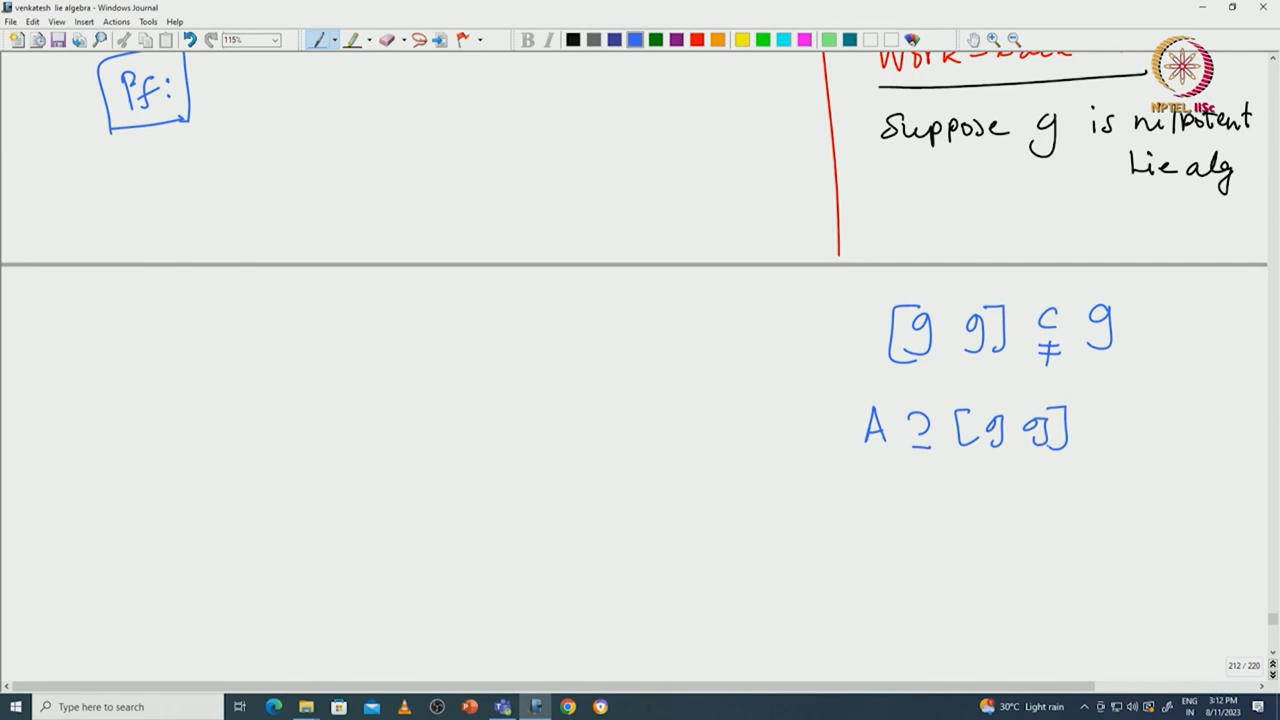 venkatesh lie algebra - Windows Journal
File Edit View Insert Actions Tools Help
115%
B I
Pf:
NPTEL, IISc
Suppose g is nilpotent
Lie alg
[g g] ⊊ g
A ⊇ [g g]
212 / 220
Type here to search
30°C Light rain
ENG
IN
3:12 PM
8/11/2023